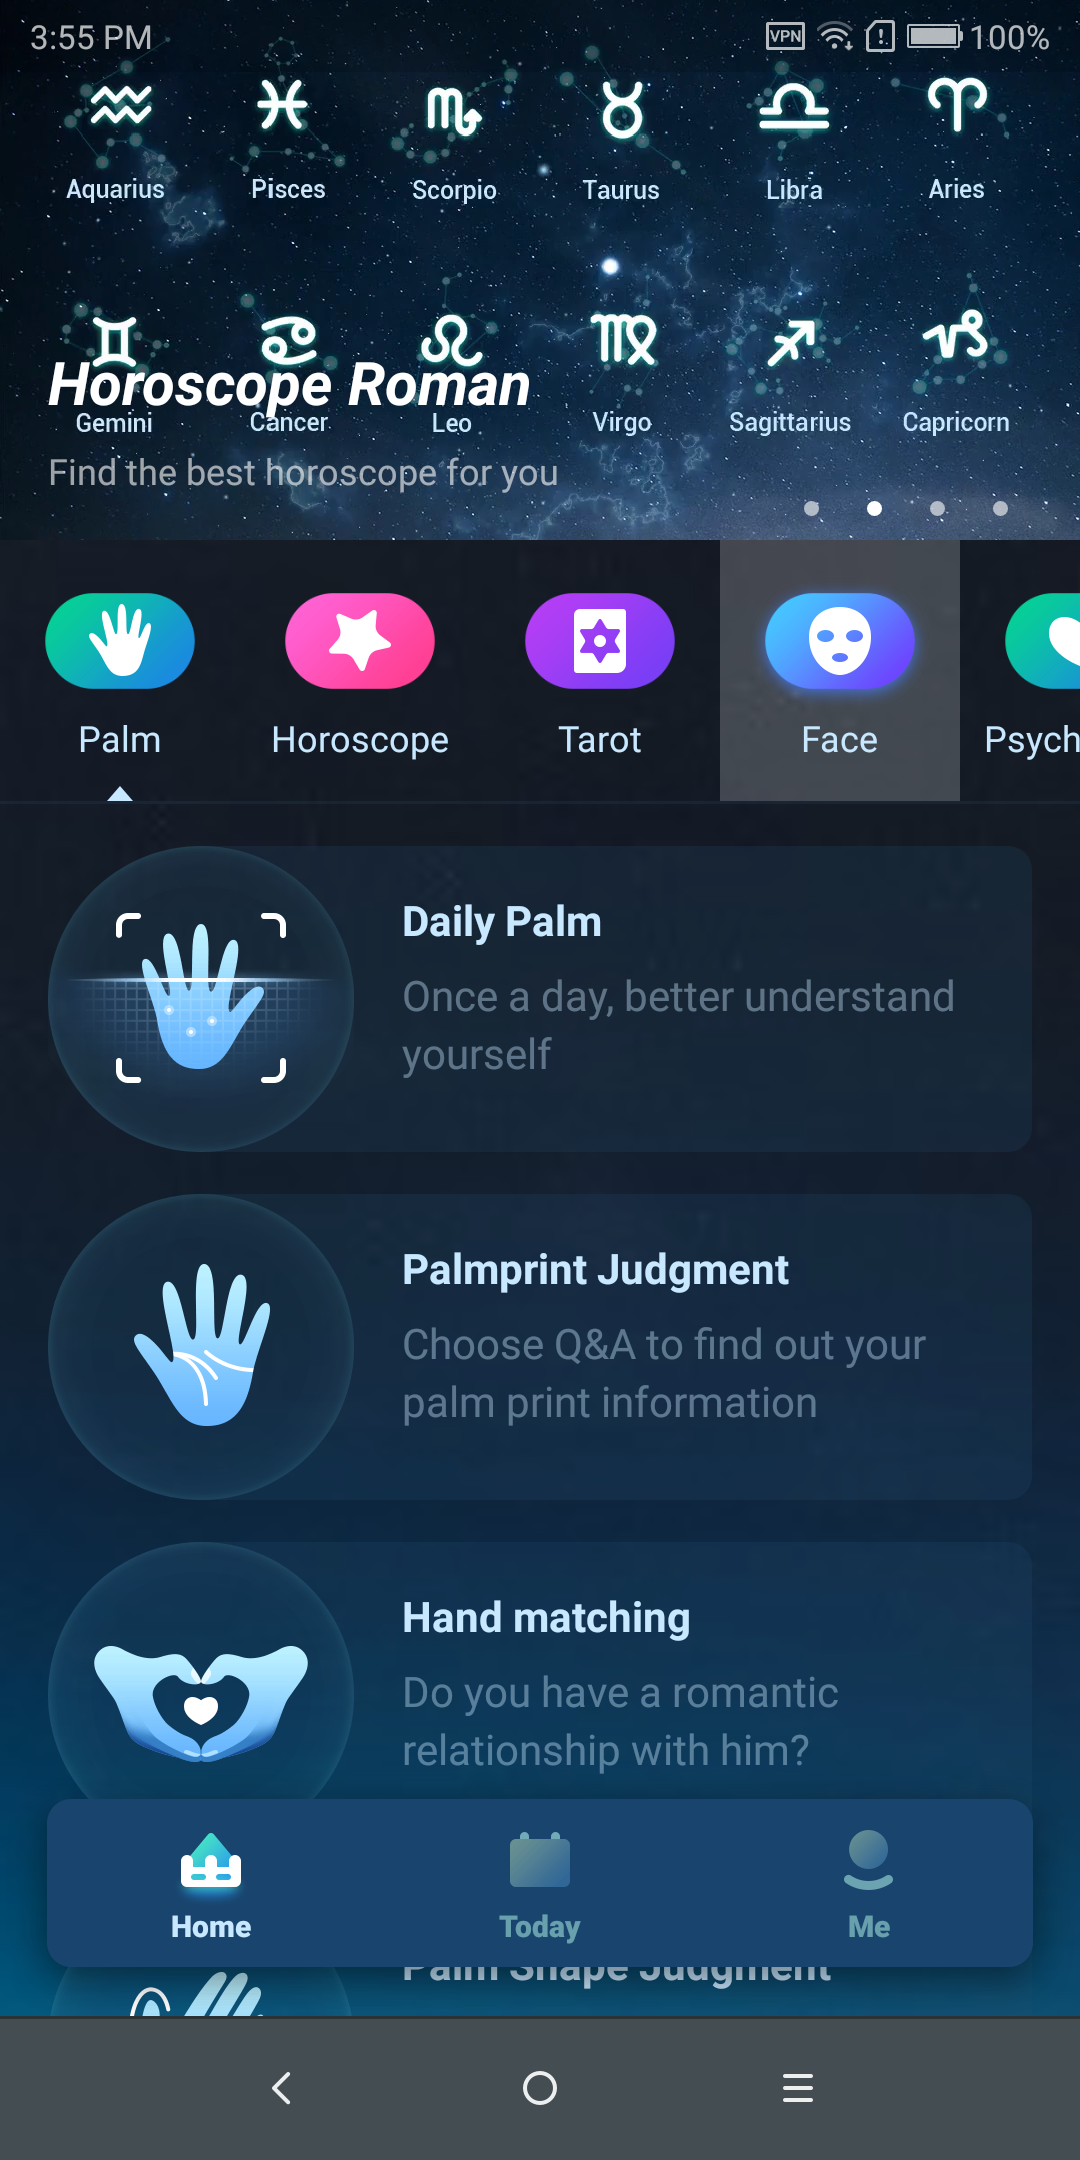 3:55 PM
VPN
100%
Aquarius
Pisces
Scorpio
Taurus
Libra
Aries
Gemini
Cancer
Leo
Virgo
Sagittarius
Capricorn
Horoscope Roman
Find the best horoscope for you
Palm
Horoscope
Tarot
Face
Psych
Daily Palm
Once a day, better understand
yourself
Palmprint Judgment
Choose Q&A to find out your
palm print information
Hand matching
Do you have a romantic
relationship with him?
Home
Today
Me
Palm Shape Judgment